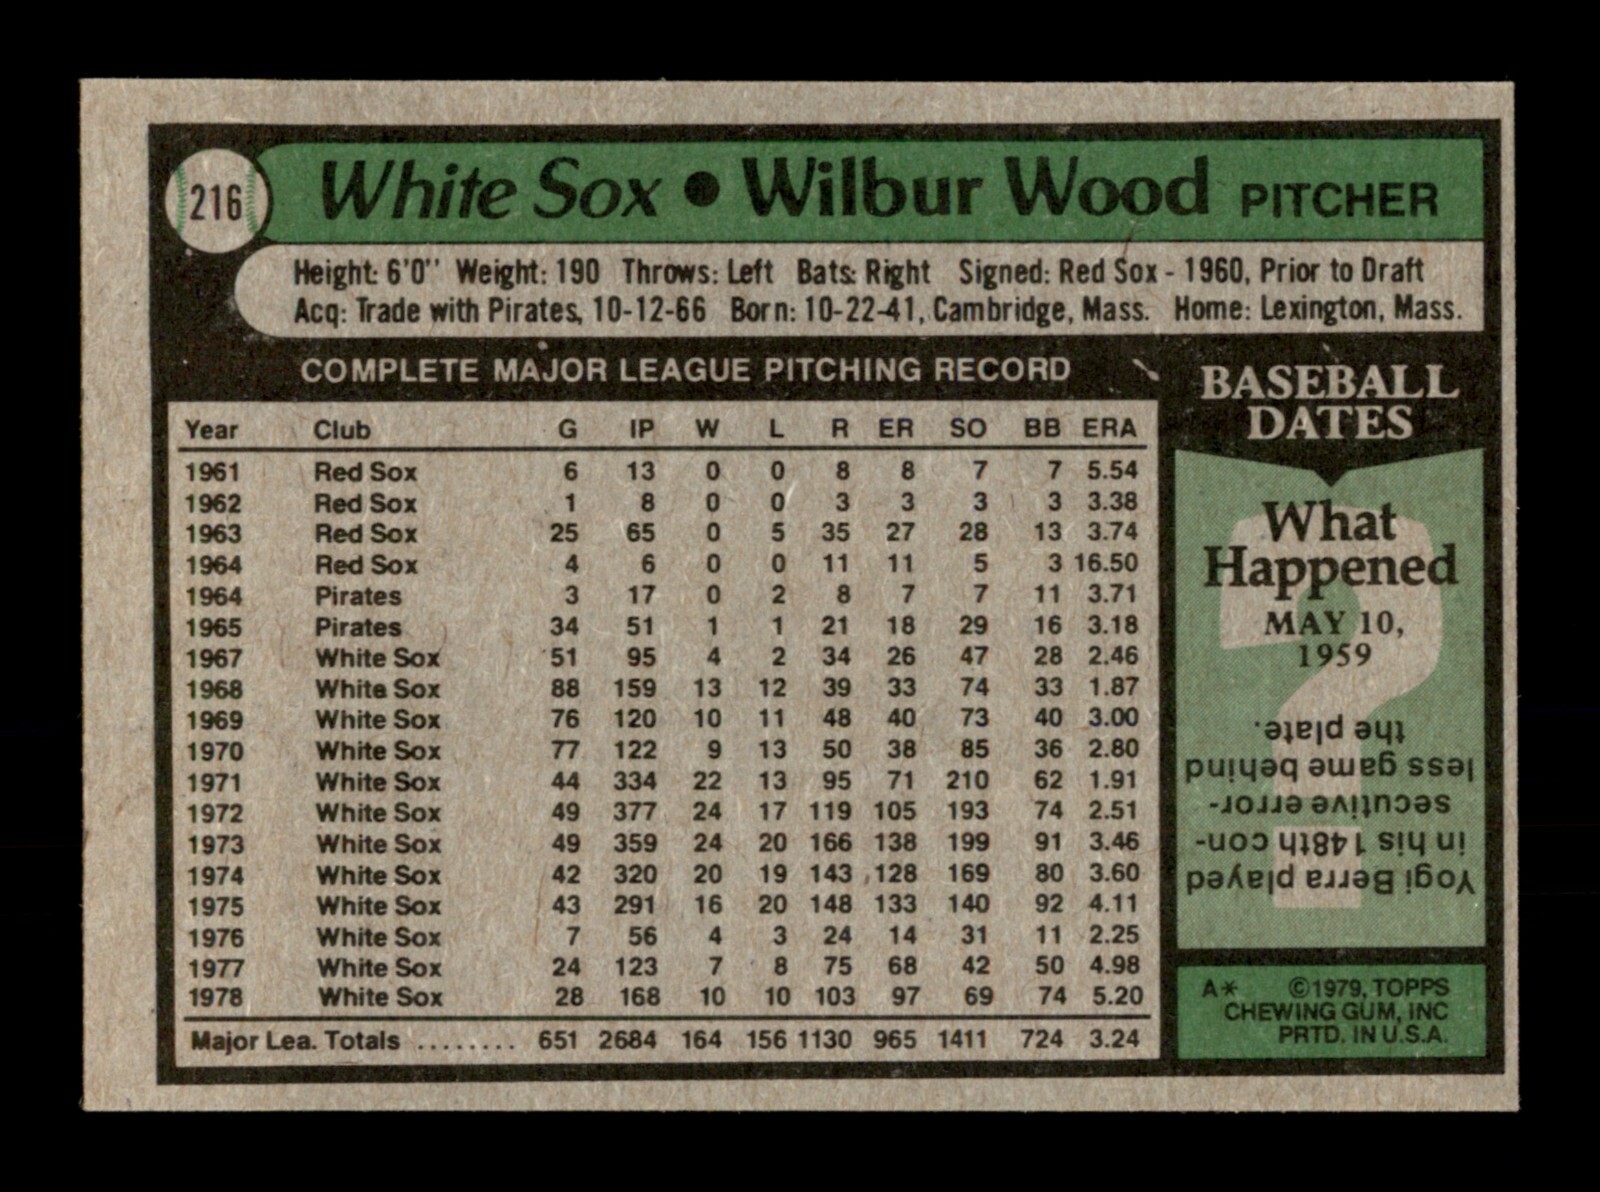 216 White Sox • Wilbur Wood PITCHER
Height: 6'0" Weight: 190 Throws: Left Bats: Right Signed: Red Sox - 1960, Prior to Draft
Acq: Trade with Pirates, 10-12-66 Born: 10-22-41, Cambridge, Mass. Home: Lexington, Mass.
COMPLETE MAJOR LEAGUE PITCHING RECORD
Year Club G IP W L R ER SO BB ERA
1961 Red Sox 6 13 0 0 8 8 7 7 5.54
1962 Red Sox 1 8 0 0 3 3 3 3 3.38
1963 Red Sox 25 65 0 5 35 27 28 13 3.74
1964 Red Sox 4 6 0 0 11 11 5 3 16.50
1964 Pirates 3 17 0 2 8 7 7 11 3.71
1965 Pirates 34 51 1 1 21 18 29 16 3.18
1967 White Sox 51 95 4 2 34 26 47 28 2.46
1968 White Sox 88 159 13 12 39 33 74 33 1.87
1969 White Sox 76 120 10 11 48 40 73 40 3.00
1970 White Sox 77 122 9 13 50 38 85 36 2.80
1971 White Sox 44 334 22 13 95 71 210 62 1.91
1972 White Sox 49 377 24 17 119 105 193 74 2.51
1973 White Sox 49 359 24 20 166 138 199 91 3.46
1974 White Sox 42 320 20 19 143 128 169 80 3.60
1975 White Sox 43 291 16 20 148 133 140 92 4.11
1976 White Sox 7 56 4 3 24 14 31 11 2.25
1977 White Sox 24 123 7 8 75 68 42 50 4.98
1978 White Sox 28 168 10 10 103 97 69 74 5.20
Major Lea. Totals ........ 651 2684 164 156 1130 965 1411 724 3.24
BASEBALL
DATES
What
Happened
MAY 10,
1959
Yogi Berra played
in his 148th con-
secutive error-
less game behind
the plate.
A* ©1979, TOPPS
CHEWING GUM, INC
PRTD. IN U.S.A.